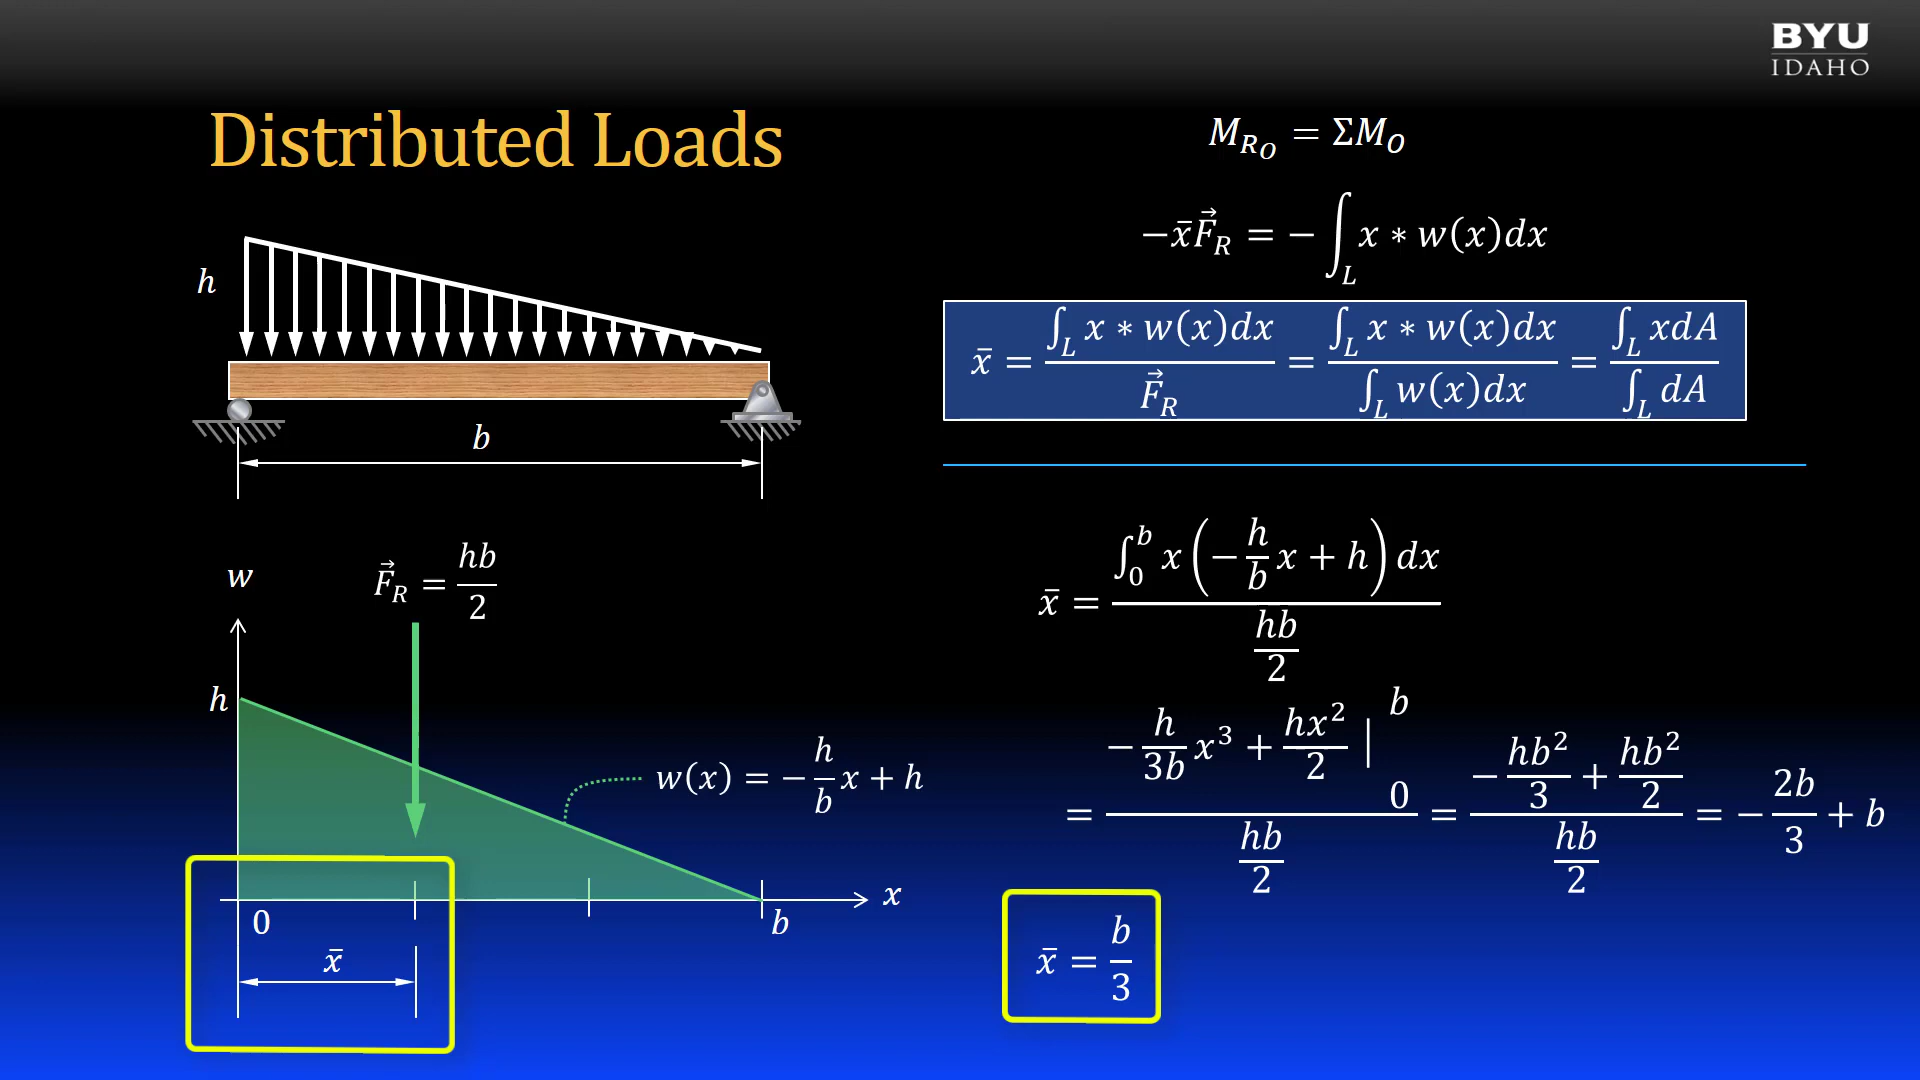 BYU
IDAHO
Distributed Loads
h
b
w
F⃗_R = hb/2
h
w(x) = −(h/b)x + h
x
0
b
x̄
M_{R_O} = ΣM_O
−x̄F⃗_R = −∫_L x ∗ w(x)dx
x̄ = (∫_L x ∗ w(x)dx)/(F⃗_R) = (∫_L x ∗ w(x)dx)/(∫_L w(x)dx) = (∫_L xdA)/(∫_L dA)
x̄ = (∫_0^b x(−(h/b)x + h)dx)/(hb/2)
= (−(h/3b)x³ + hx²/2 |_0^b)/(hb/2) = (−hb²/3 + hb²/2)/(hb/2) = −2b/3 + b
x̄ = b/3